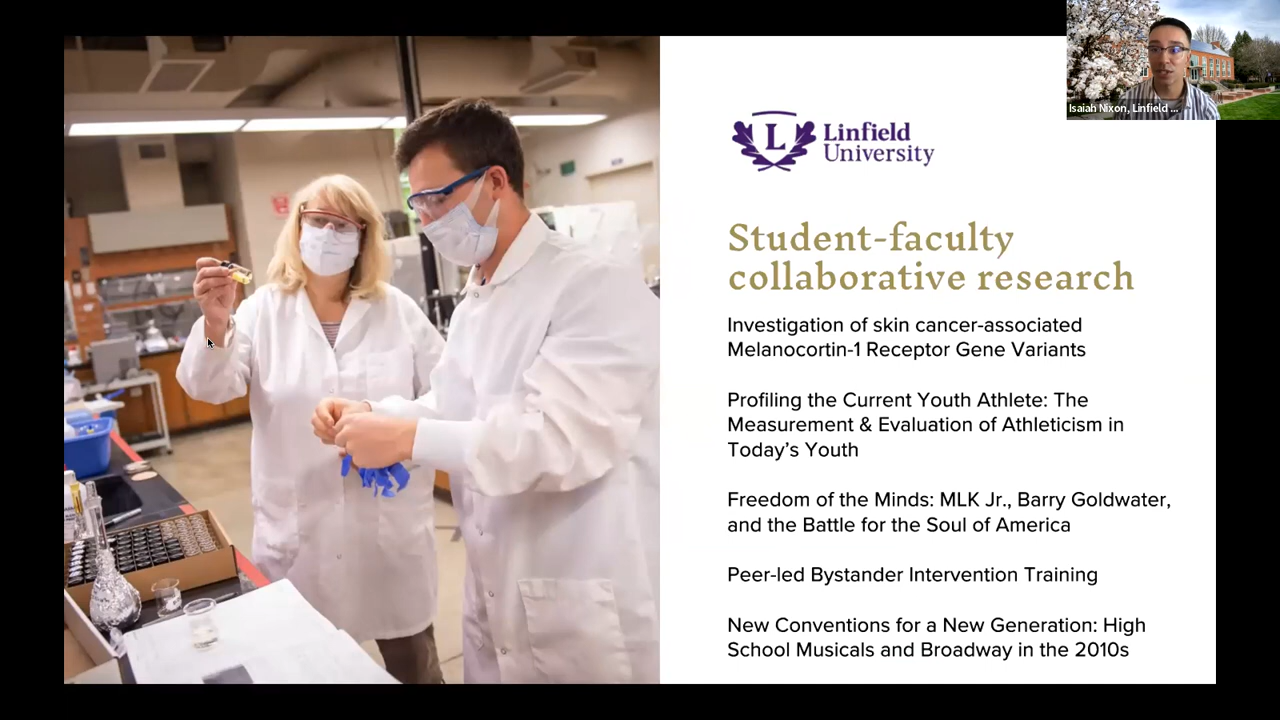 Isaiah Nixon, Linfield ...
L
Linfield
University
Student-faculty
collaborative research
Investigation of skin cancer-associated
Melanocortin-1 Receptor Gene Variants
Profiling the Current Youth Athlete: The
Measurement & Evaluation of Athleticism in
Today’s Youth
Freedom of the Minds: MLK Jr., Barry Goldwater,
and the Battle for the Soul of America
Peer-led Bystander Intervention Training
New Conventions for a New Generation: High
School Musicals and Broadway in the 2010s